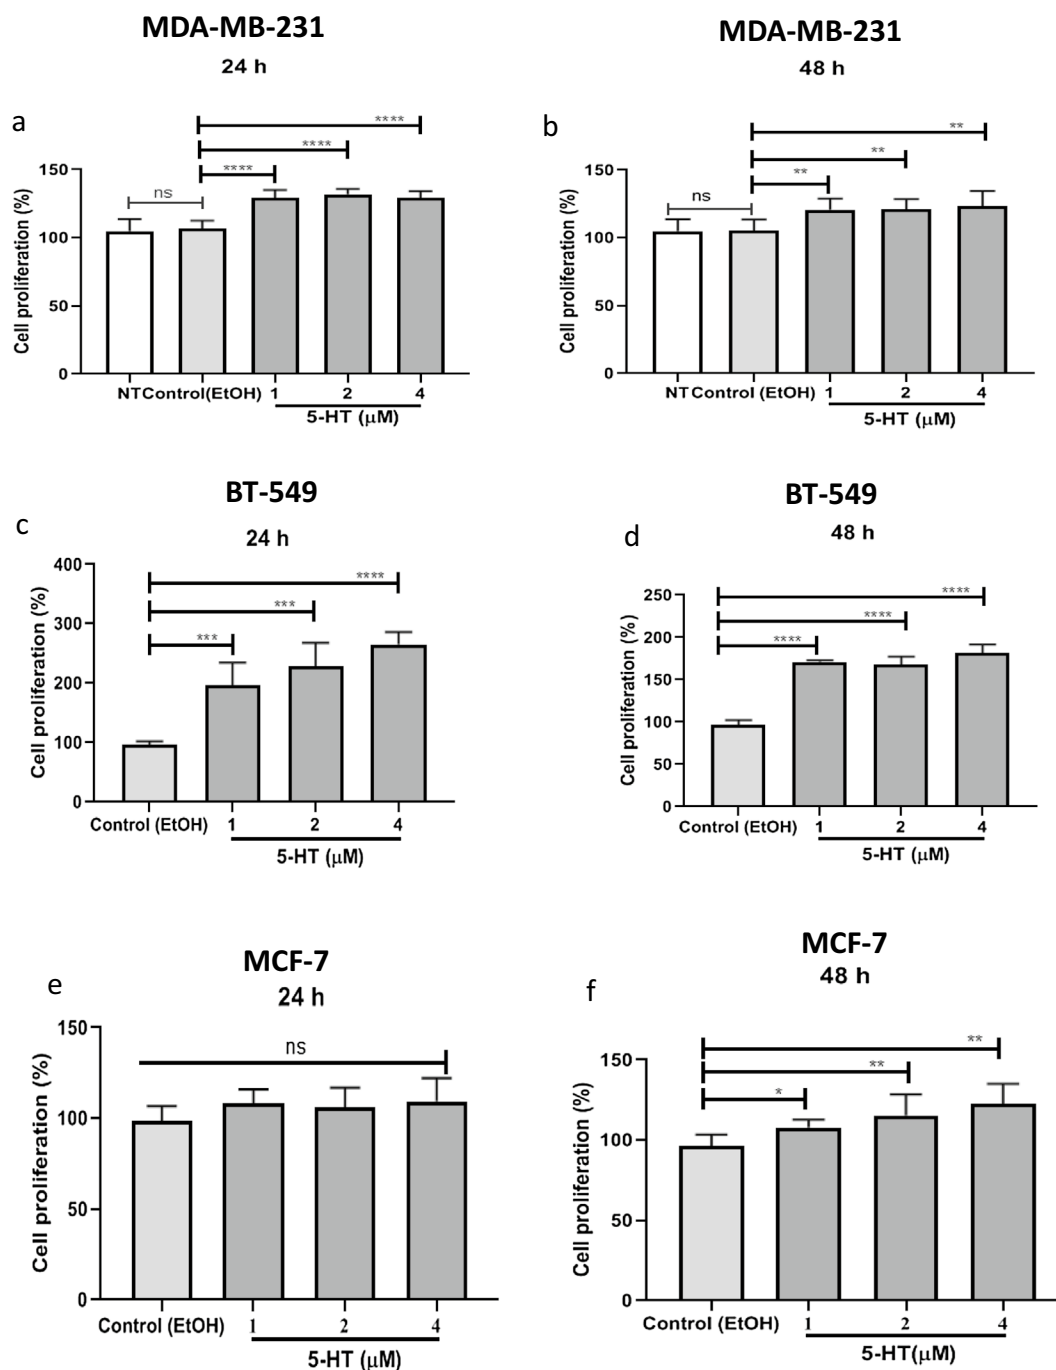 MDA-MB-231
24 h
a
****
****
****
ns
Cell proliferation (%)
150
100
50
0
NT Control(EtOH) 1 2 4
5-HT (μM)
MDA-MB-231
48 h
b
**
**
**
ns
Cell proliferation (%)
150
100
50
0
NT Control (EtOH) 1 2 4
5-HT (μM)
BT-549
24 h
c
****
***
***
Cell proliferation (%)
400
300
200
100
0
Control (EtOH) 1 2 4
5-HT (μM)
BT-549
48 h
d
****
****
****
Cell proliferation (%)
250
200
150
100
50
0
Control (EtOH) 1 2 4
5-HT (μM)
MCF-7
24 h
e
ns
Cell proliferation (%)
150
100
50
0
Control (EtOH) 1 2 4
5-HT (μM)
MCF-7
48 h
f
**
**
*
Cell proliferation (%)
150
100
50
0
Control (EtOH) 1 2 4
5-HT(μM)